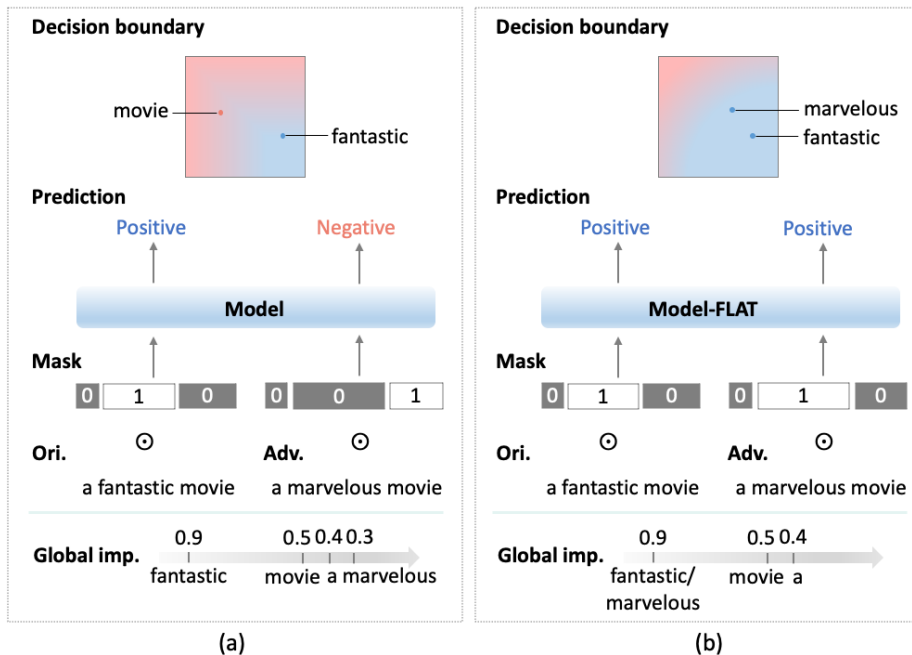 Decision boundary
movie
fantastic
Prediction
Positive Negative
Model
Mask
0 1 0 0 1
Ori. ⊙ Adv. ⊙
a fantastic movie a marvelous movie
0.9 0.5 0.4 0.3
Global imp.
fantastic movie a marvelous
(a)
Decision boundary
marvelous
fantastic
Prediction
Positive Positive
Model-FLAT
Mask
0 1 0 0 1 0
Ori. ⊙ Adv. ⊙
a fantastic movie a marvelous movie
0.9 0.5 0.4
Global imp.
fantastic/ movie a
marvelous
(b)